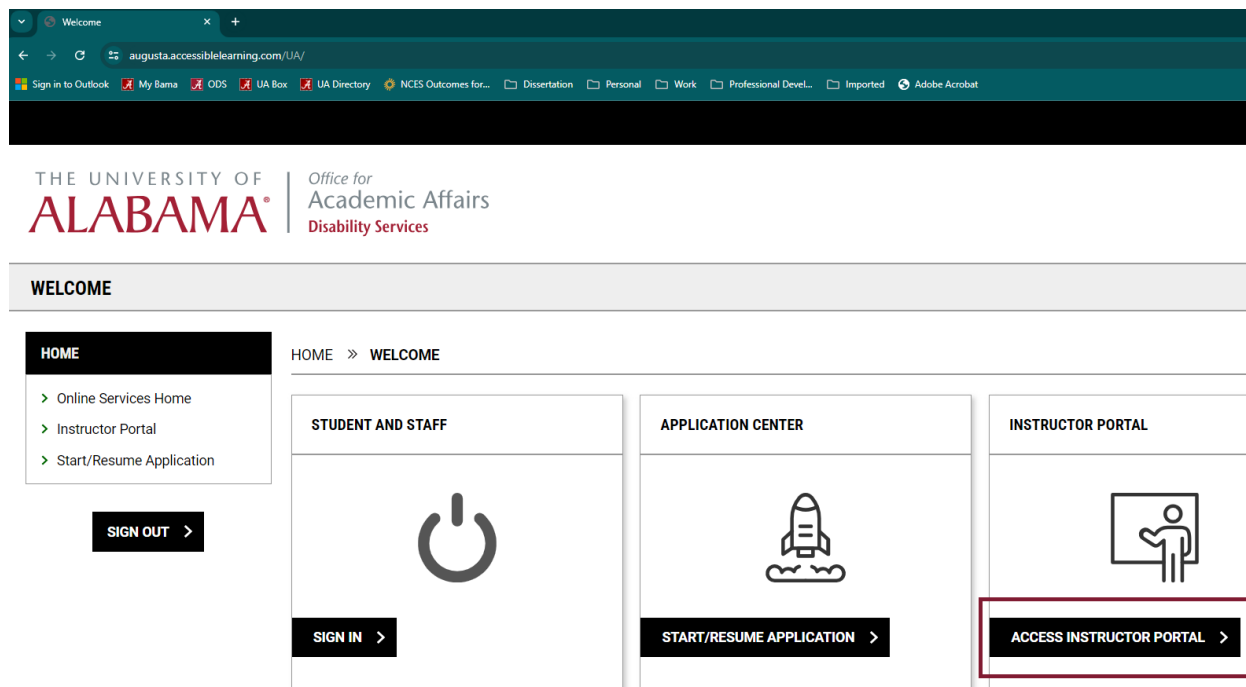 Welcome
augusta.accessiblelearning.com/UA/
Sign in to Outlook My Bama ODS UA Box UA Directory NCES Outcomes for... Dissertation Personal Work Professional Devel... Imported Adobe Acrobat
THE UNIVERSITY OF
ALABAMA®
Office for
Academic Affairs
Disability Services
WELCOME
HOME
Online Services Home
Instructor Portal
Start/Resume Application
SIGN OUT >
HOME » WELCOME
STUDENT AND STAFF
SIGN IN >
APPLICATION CENTER
START/RESUME APPLICATION >
INSTRUCTOR PORTAL
ACCESS INSTRUCTOR PORTAL >